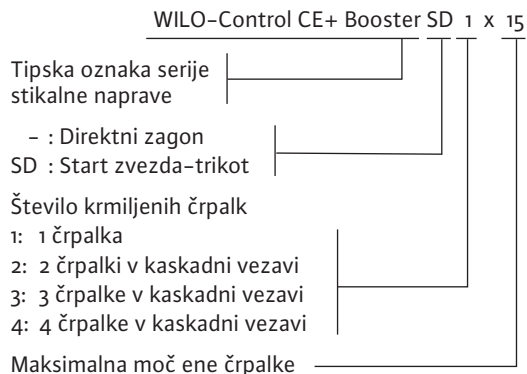 WILO-Control CE+ Booster SD 1 x 15
Tipska oznaka serije
stikalne naprave
- : Direktni zagon
SD : Start zvezda-trikot
Število krmiljenih črpalk
1: 1 črpalka
2: 2 črpalki v kaskadni vezavi
3: 3 črpalke v kaskadni vezavi
4: 4 črpalke v kaskadni vezavi
Maksimalna moč ene črpalke